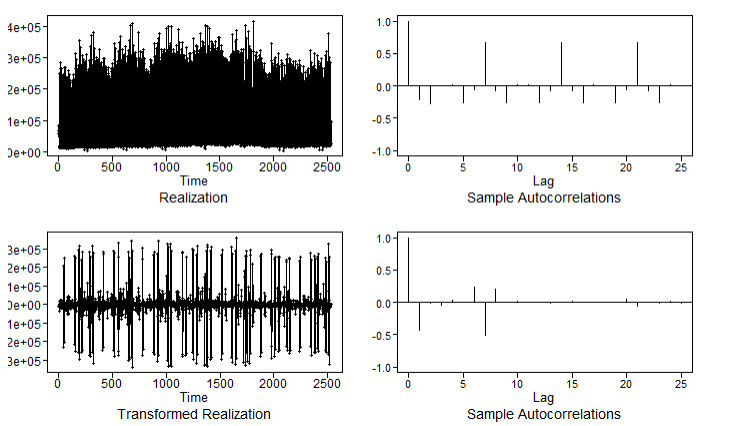 4e+05
3e+05
2e+05
1e+05
0e+00
0 500 1000 1500 2000 2500
Time
Realization
1.0
0.5
0.0
-0.5
-1.0
0 5 10 15 20 25
Lag
Sample Autocorrelations
3e+05
2e+05
1e+05
0e+00
1e+05
2e+05
3e+05
0 500 1000 1500 2000 2500
Time
Transformed Realization
1.0
0.5
0.0
-0.5
-1.0
0 5 10 15 20 25
Lag
Sample Autocorrelations